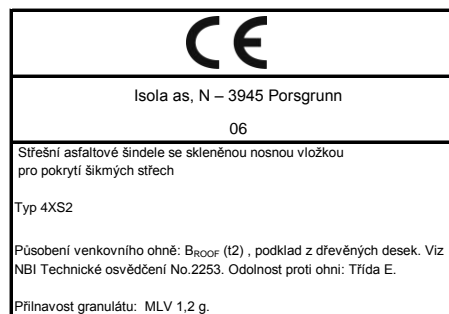 CE
Isola as, N – 3945 Porsgrunn
06
Střešní asfaltové šindele se skleněnou nosnou vložkou
pro pokrytí šikmých střech
Typ 4XS2
Působení venkovního ohně: BROOF (t2) , podklad z dřevěných desek. Viz
NBI Technické osvědčení No.2253. Odolnost proti ohni: Třída E.
Přilnavost granulátu: MLV 1,2 g.